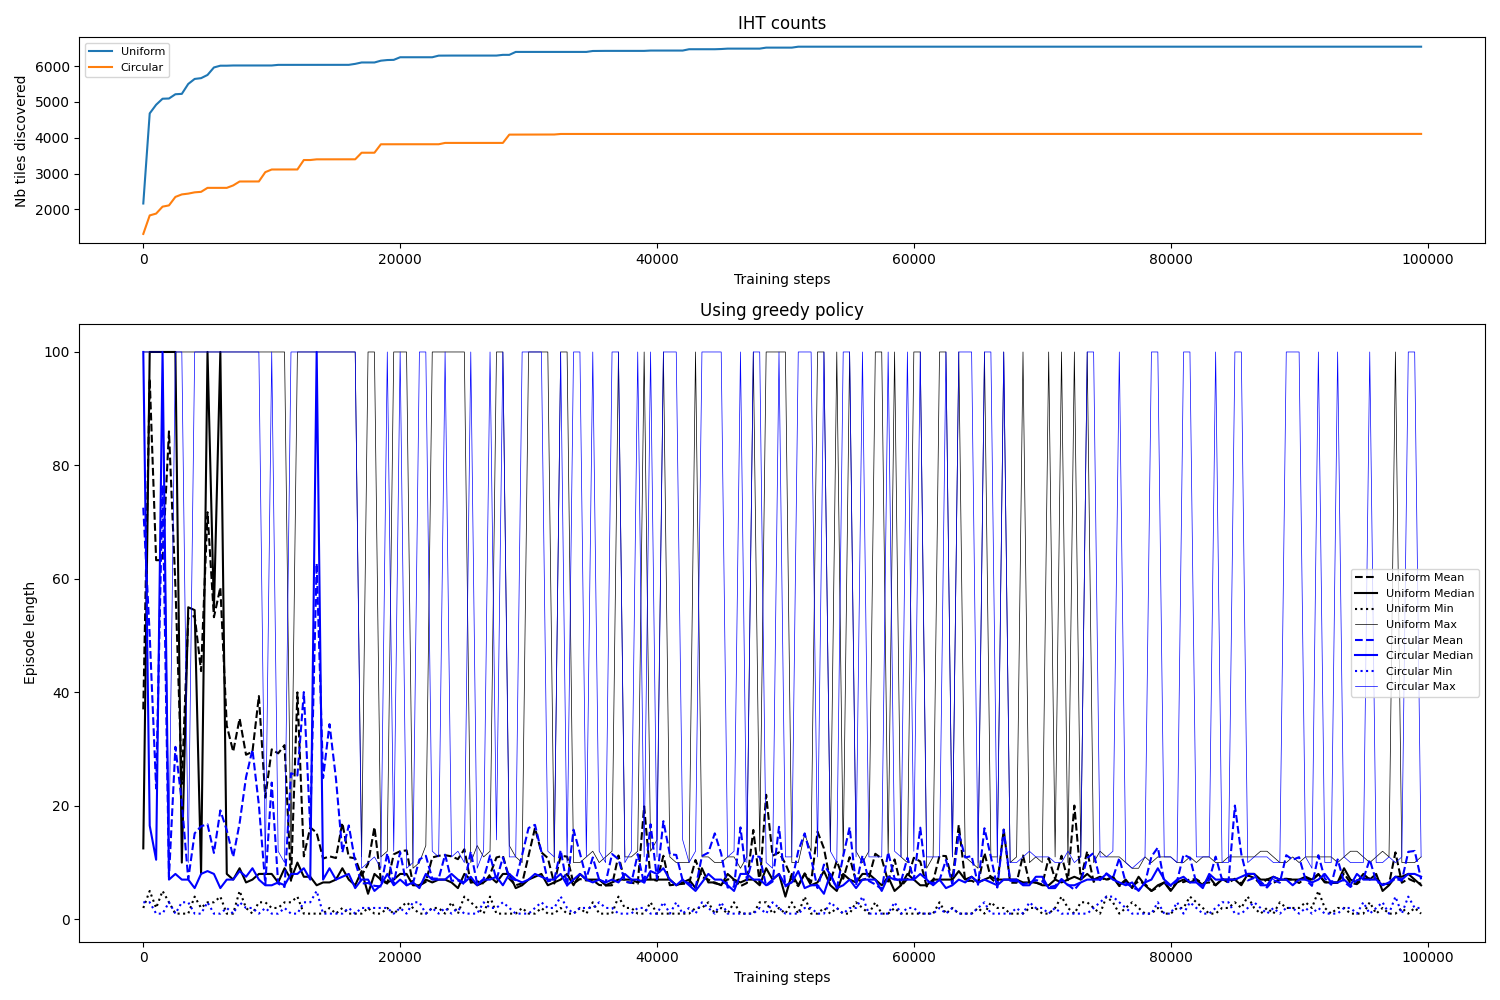 IHT counts
Uniform
Circular
Nb tiles discovered
6000
5000
4000
3000
2000
0
20000
40000
60000
80000
100000
Training steps
Using greedy policy
Episode length
100
80
60
40
20
0
Uniform Mean
Uniform Median
Uniform Min
Uniform Max
Circular Mean
Circular Median
Circular Min
Circular Max
0
20000
40000
60000
80000
100000
Training steps